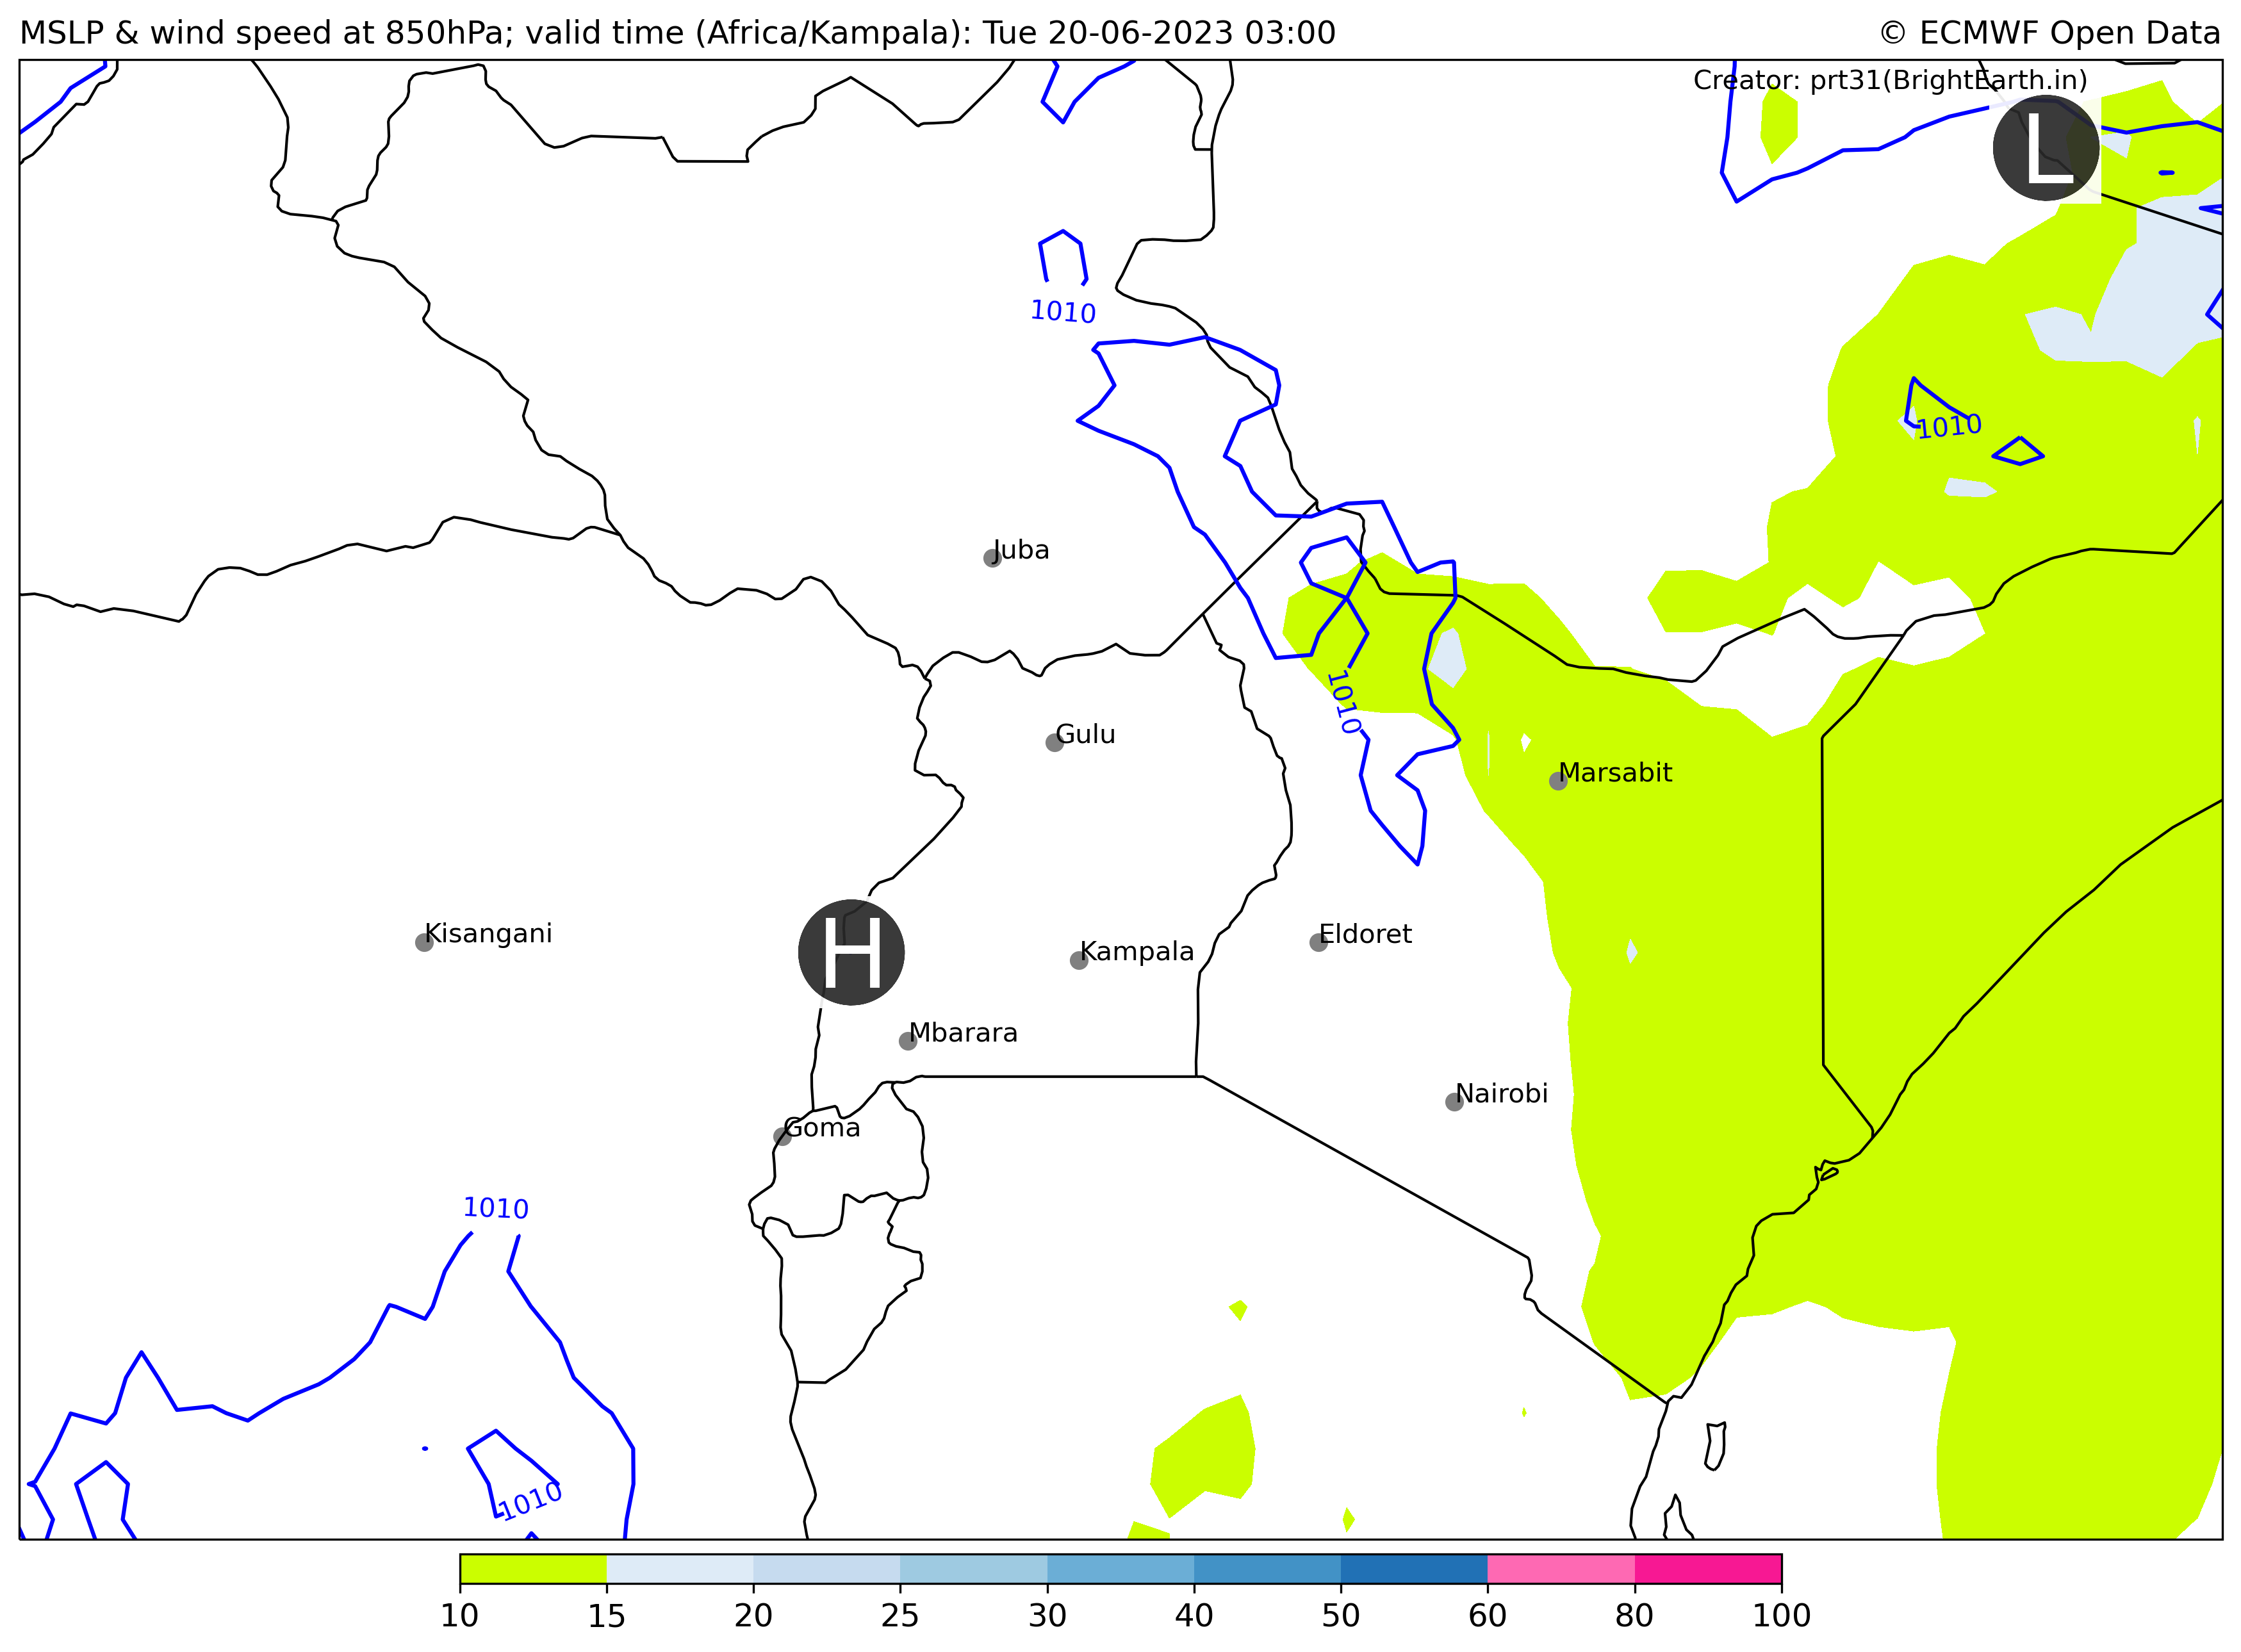 MSLP & wind speed at 850hPa; valid time (Africa/Kampala): Tue 20-06-2023 03:00
© ECMWF Open Data
Creator: prt31(BrightEarth.in)
L
1010
1010
Juba
1010
Gulu
Marsabit
Kisangani
H
Kampala
Eldoret
Mbarara
Nairobi
Goma
1010
1010
10 15 20 25 30 40 50 60 80 100